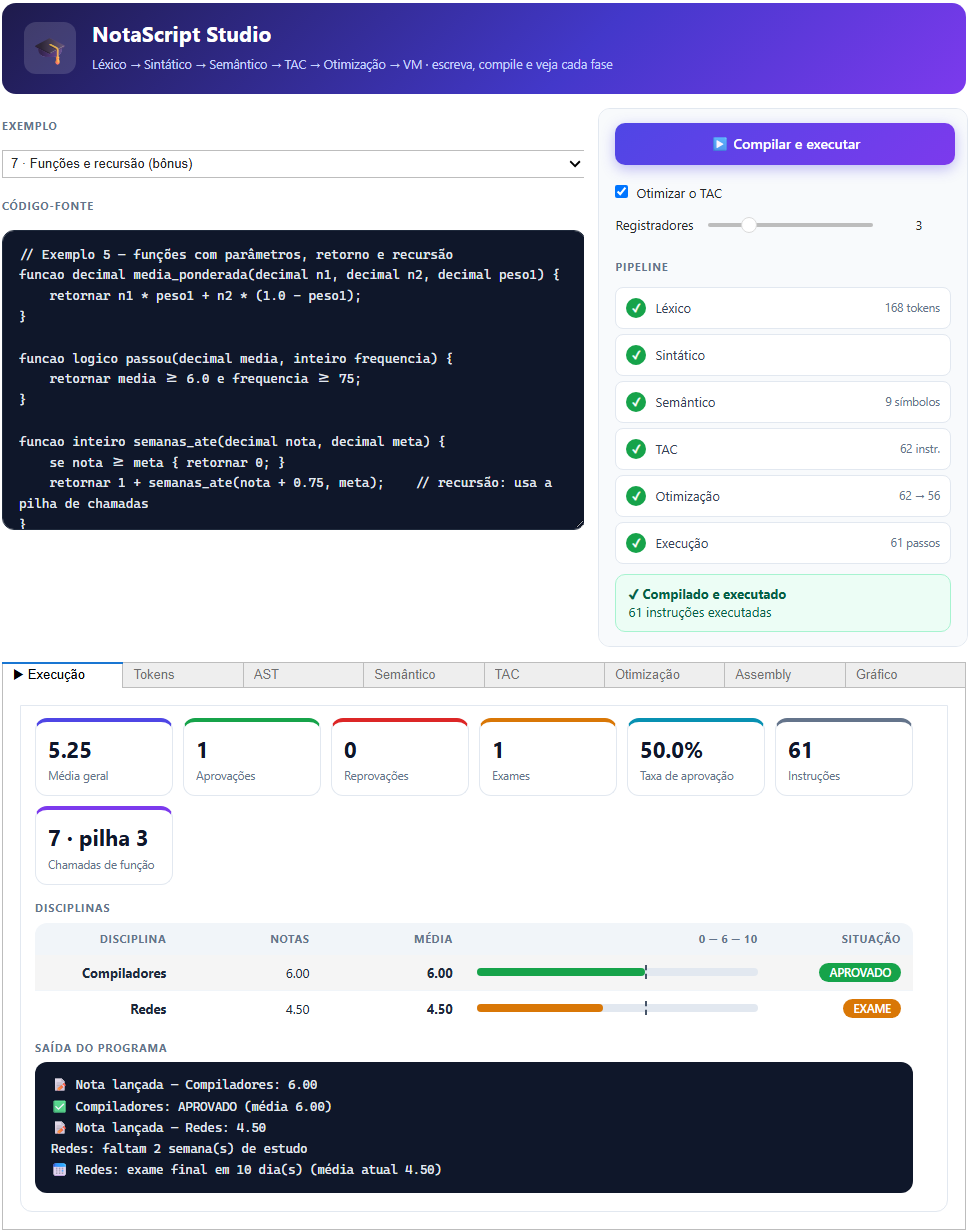 NotaScript Studio
Léxico → Sintático → Semântico → TAC → Otimização → VM · escreva, compile e veja cada fase
EXEMPLO
7 · Funções e recursão (bônus)
CÓDIGO-FONTE
// Exemplo 5 — funções com parâmetros, retorno e recursão
funcao decimal media_ponderada(decimal n1, decimal n2, decimal peso1) {
    retornar n1 * peso1 + n2 * (1.0 - peso1);
}
funcao logico passou(decimal media, inteiro frequencia) {
    retornar media ≥ 6.0 e frequencia ≥ 75;
}
funcao inteiro semanas_ate(decimal nota, decimal meta) {
    se nota ≥ meta { retornar 0; }
    retornar 1 + semanas_ate(nota + 0.75, meta);    // recursão: usa a
pilha de chamadas
}
Compilar e executar
Otimizar o TAC
Registradores 3
PIPELINE
Léxico 168 tokens
Sintático
Semântico 9 símbolos
TAC 62 instr.
Otimização 62 → 56
Execução 61 passos
✔ Compilado e executado
61 instruções executadas
▶ Execução Tokens AST Semântico TAC Otimização Assembly Gráfico
5.25
Média geral
1
Aprovações
0
Reprovações
1
Exames
50.0%
Taxa de aprovação
61
Instruções
7 · pilha 3
Chamadas de função
DISCIPLINAS
DISCIPLINA NOTAS MÉDIA 0 — 6 — 10 SITUAÇÃO
Compiladores 6.00 6.00 APROVADO
Redes 4.50 4.50 EXAME
SAÍDA DO PROGRAMA
📝 Nota lançada — Compiladores: 6.00
✅ Compiladores: APROVADO (média 6.00)
📝 Nota lançada — Redes: 4.50
Redes: faltam 2 semana(s) de estudo
🗓 Redes: exame final em 10 dia(s) (média atual 4.50)